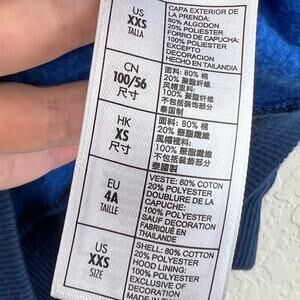 US
XXS
TALLA
CAPA EXTERIOR DE
LA PRENDA:
80% ALGODON
20% POLYESTER
FORRO DE CAPUCHA:
100% POLYESTER
EXCEPTO
DECORACION
HECHO EN TAILANDIA
CN
100/56
尺寸
面料: 80% 棉
20% 聚酯纤维
风帽里料:
100% 聚酯纤维
不包括装饰部分
泰国制
HK
XS
尺寸
面料: 80% 棉
20% 聚酯纖維
風帽裡料:
100% 聚酯纖維
不包括裝飾部分
泰國製
EU
4A
TAILLE
VESTE: 80% COTON
20% POLYESTER
DOUBLURE DE LA
CAPUCHE:
100% POLYESTER
SAUF DECORATION
FABRIQUÉ EN
THAILANDE
US
XXS
SIZE
SHELL: 80% COTTON
20% POLYESTER
HOOD LINING:
100% POLYESTER
EXCLUSIVE OF
DECORATION
MADE IN